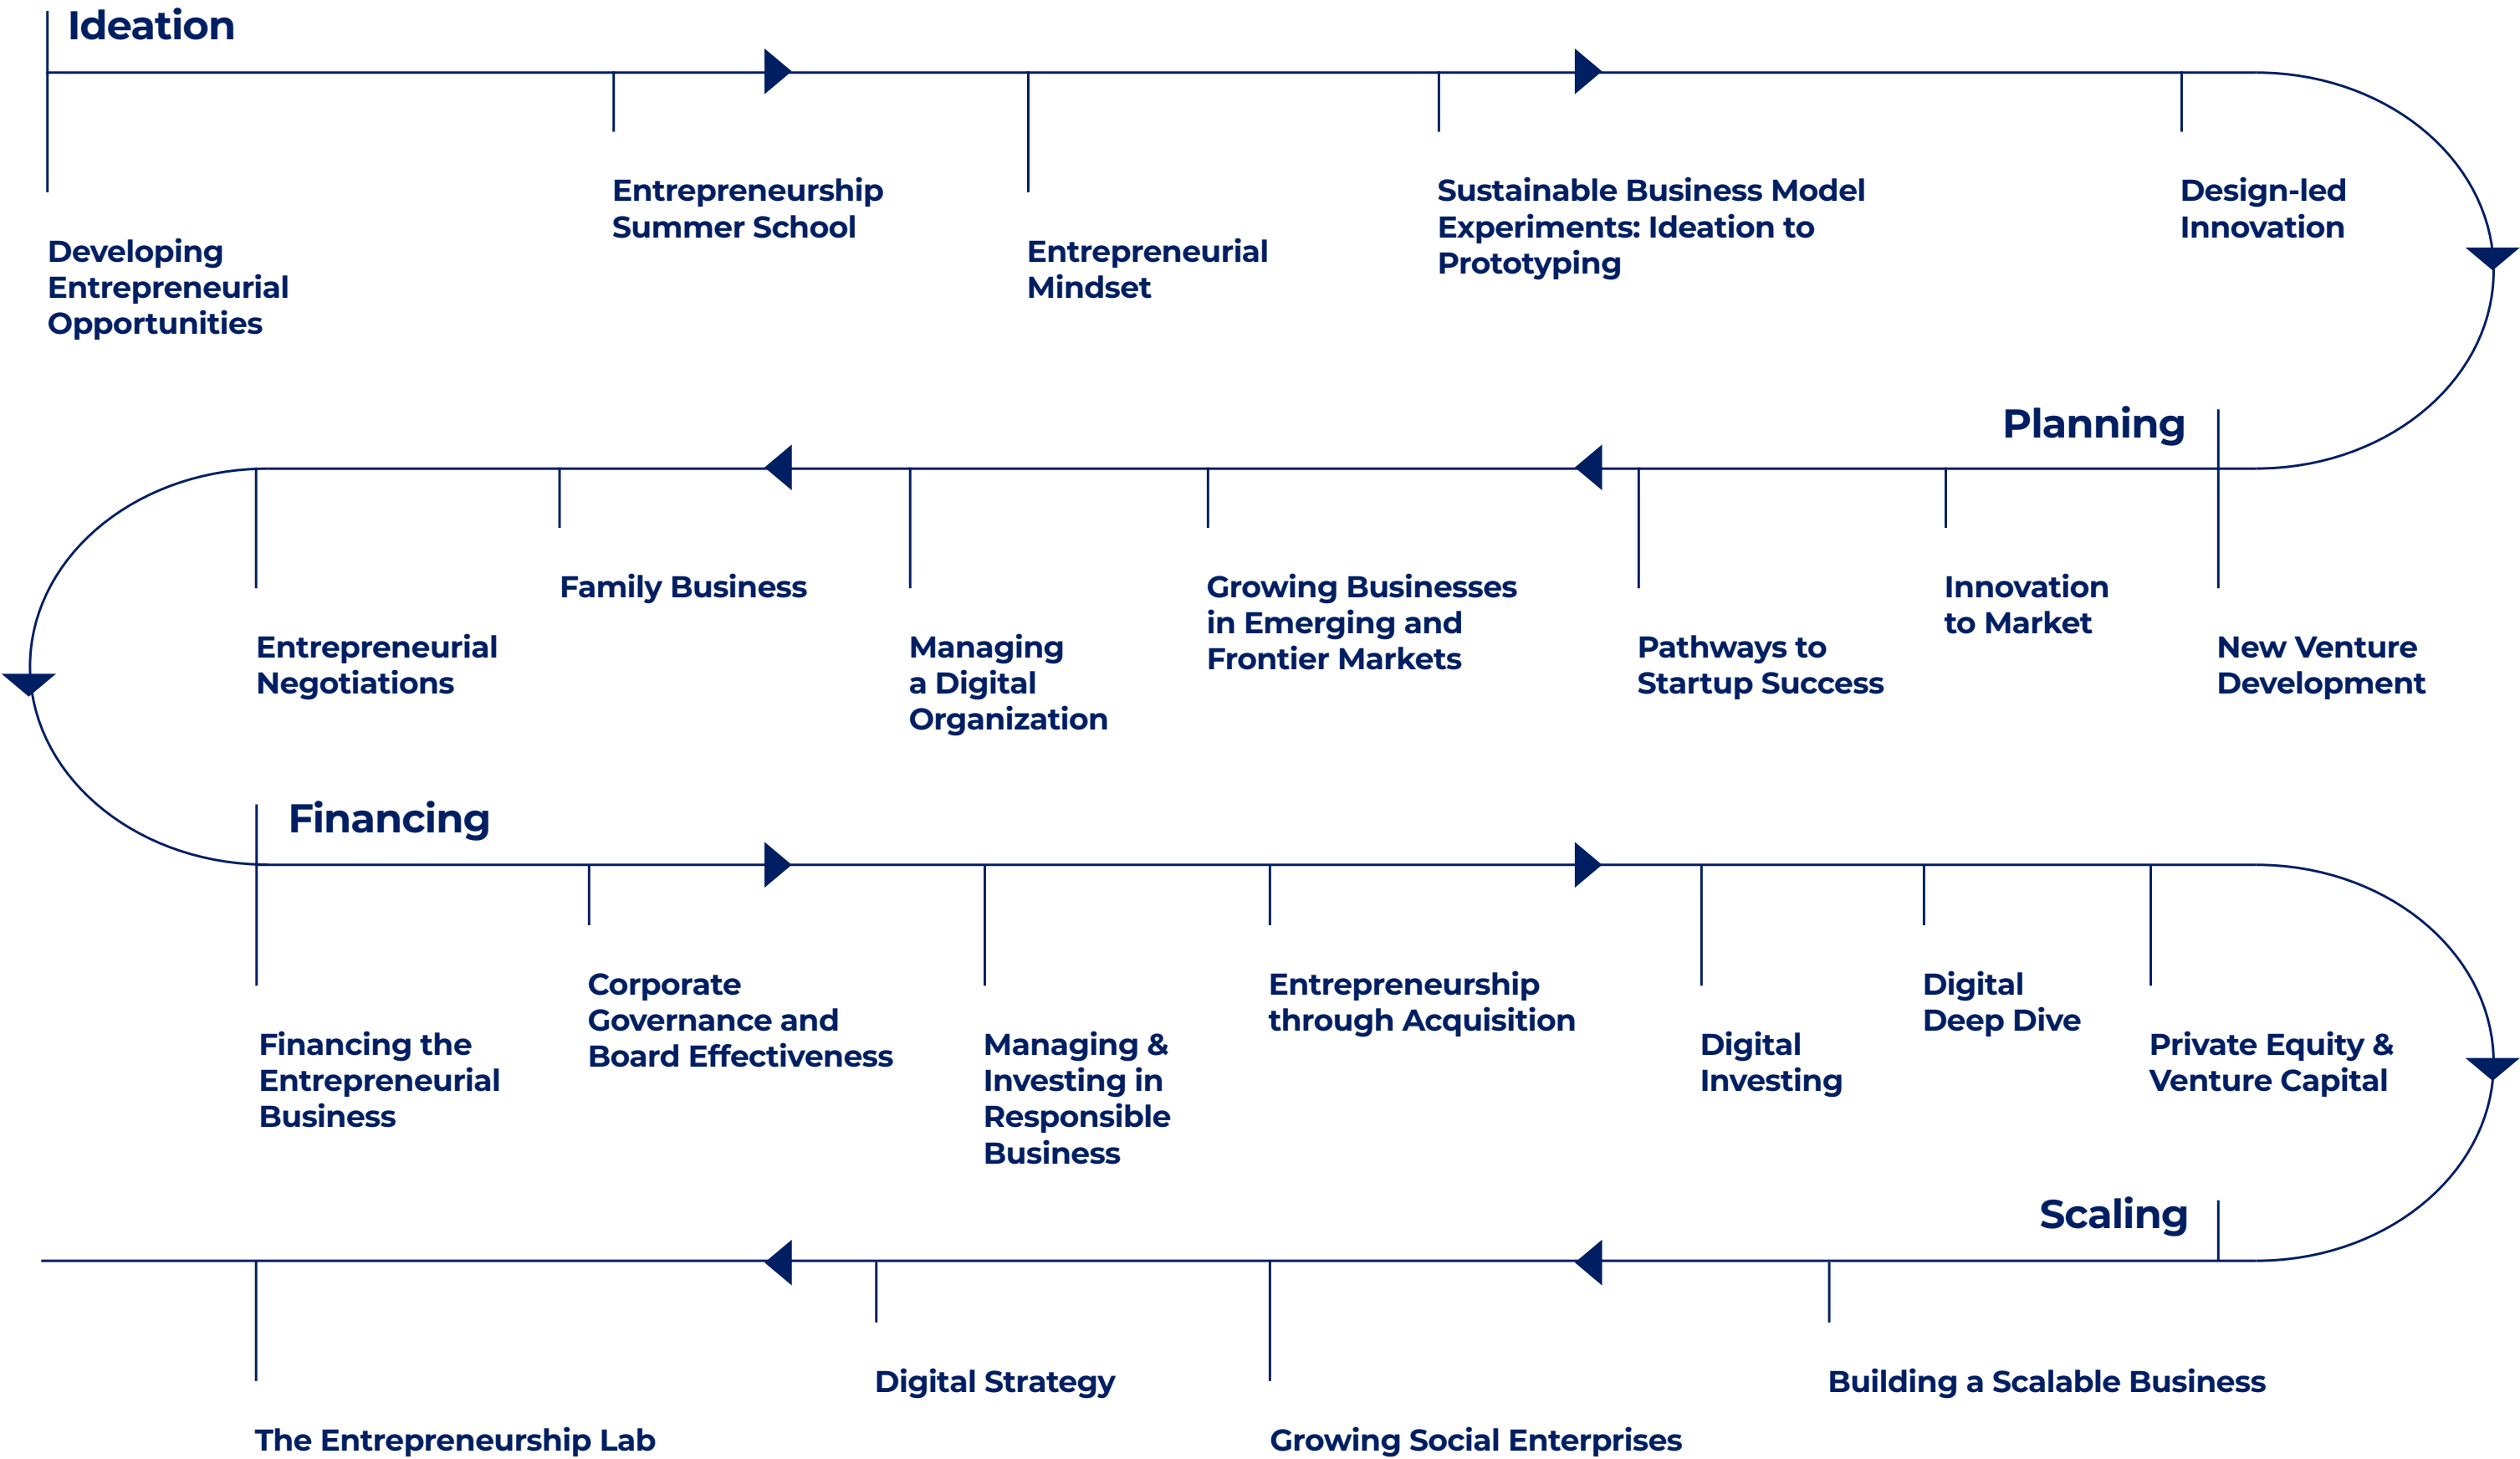 Ideation
Entrepreneurship
Summer School
Sustainable Business Model
Experiments: Ideation to
Prototyping
Design-led
Innovation
Developing
Entrepreneurial
Opportunities
Entrepreneurial
Mindset
Planning
Family Business
Growing Businesses
in Emerging and
Frontier Markets
Innovation
to Market
Entrepreneurial
Negotiations
Managing
a Digital
Organization
Pathways to
Startup Success
New Venture
Development
Financing
Corporate
Governance and
Board Effectiveness
Entrepreneurship
through Acquisition
Digital
Deep Dive
Financing the
Entrepreneurial
Business
Managing &
Investing in
Responsible
Business
Digital
Investing
Private Equity &
Venture Capital
Scaling
Digital Strategy
Building a Scalable Business
The Entrepreneurship Lab
Growing Social Enterprises